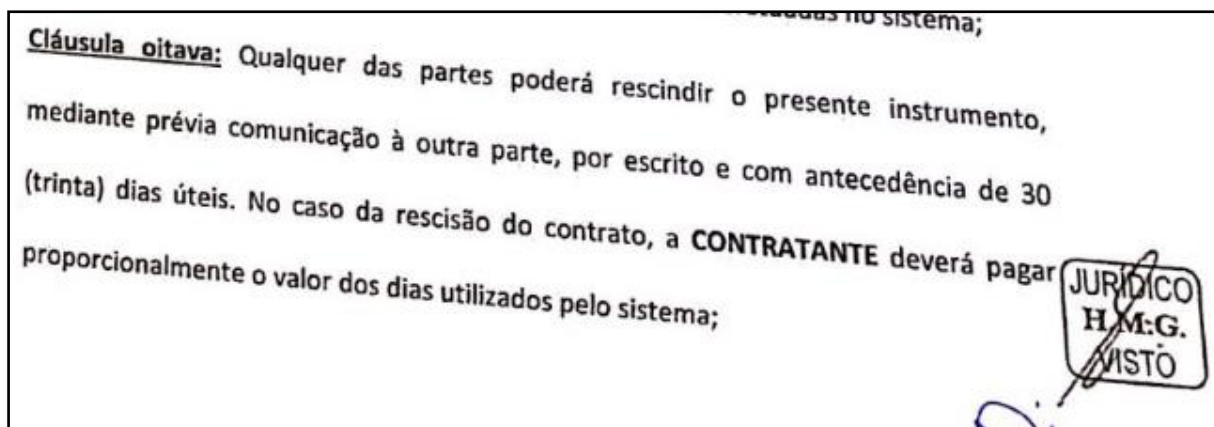 no sistema;
Cláusula oitava: Qualquer das partes poderá rescindir o presente instrumento,
mediante prévia comunicação à outra parte, por escrito e com antecedência de 30
(trinta) dias úteis. No caso da rescisão do contrato, a CONTRATANTE deverá pagar
proporcionalmente o valor dos dias utilizados pelo sistema;
JURÍDICO
H.M.G.
VISTO